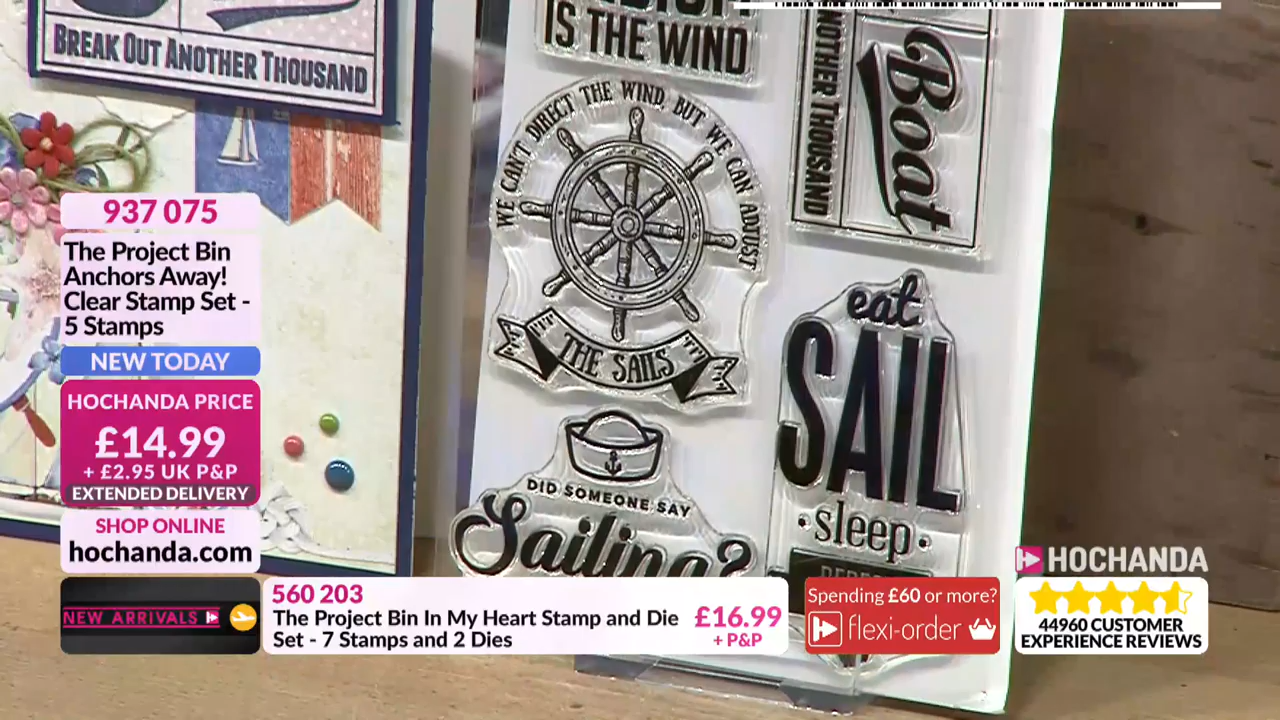 BREAK OUT ANOTHER THOUSAND
IS THE WIND
WE CAN'T DIRECT THE WIND, BUT WE CAN ADJUST
THE SAILS
DID SOMEONE SAY
Sailing?
ANOTHER THOUSAND
Boat
eat
SAIL
sleep
937 075
The Project Bin
Anchors Away!
Clear Stamp Set -
5 Stamps
NEW TODAY
HOCHANDA PRICE
£14.99
+ £2.95 UK P&P
EXTENDED DELIVERY
SHOP ONLINE
hochanda.com
NEW ARRIVALS
560 203
The Project Bin In My Heart Stamp and Die
Set - 7 Stamps and 2 Dies
£16.99
+ P&P
Spending £60 or more?
flexi-order
HOCHANDA
44960 CUSTOMER
EXPERIENCE REVIEWS